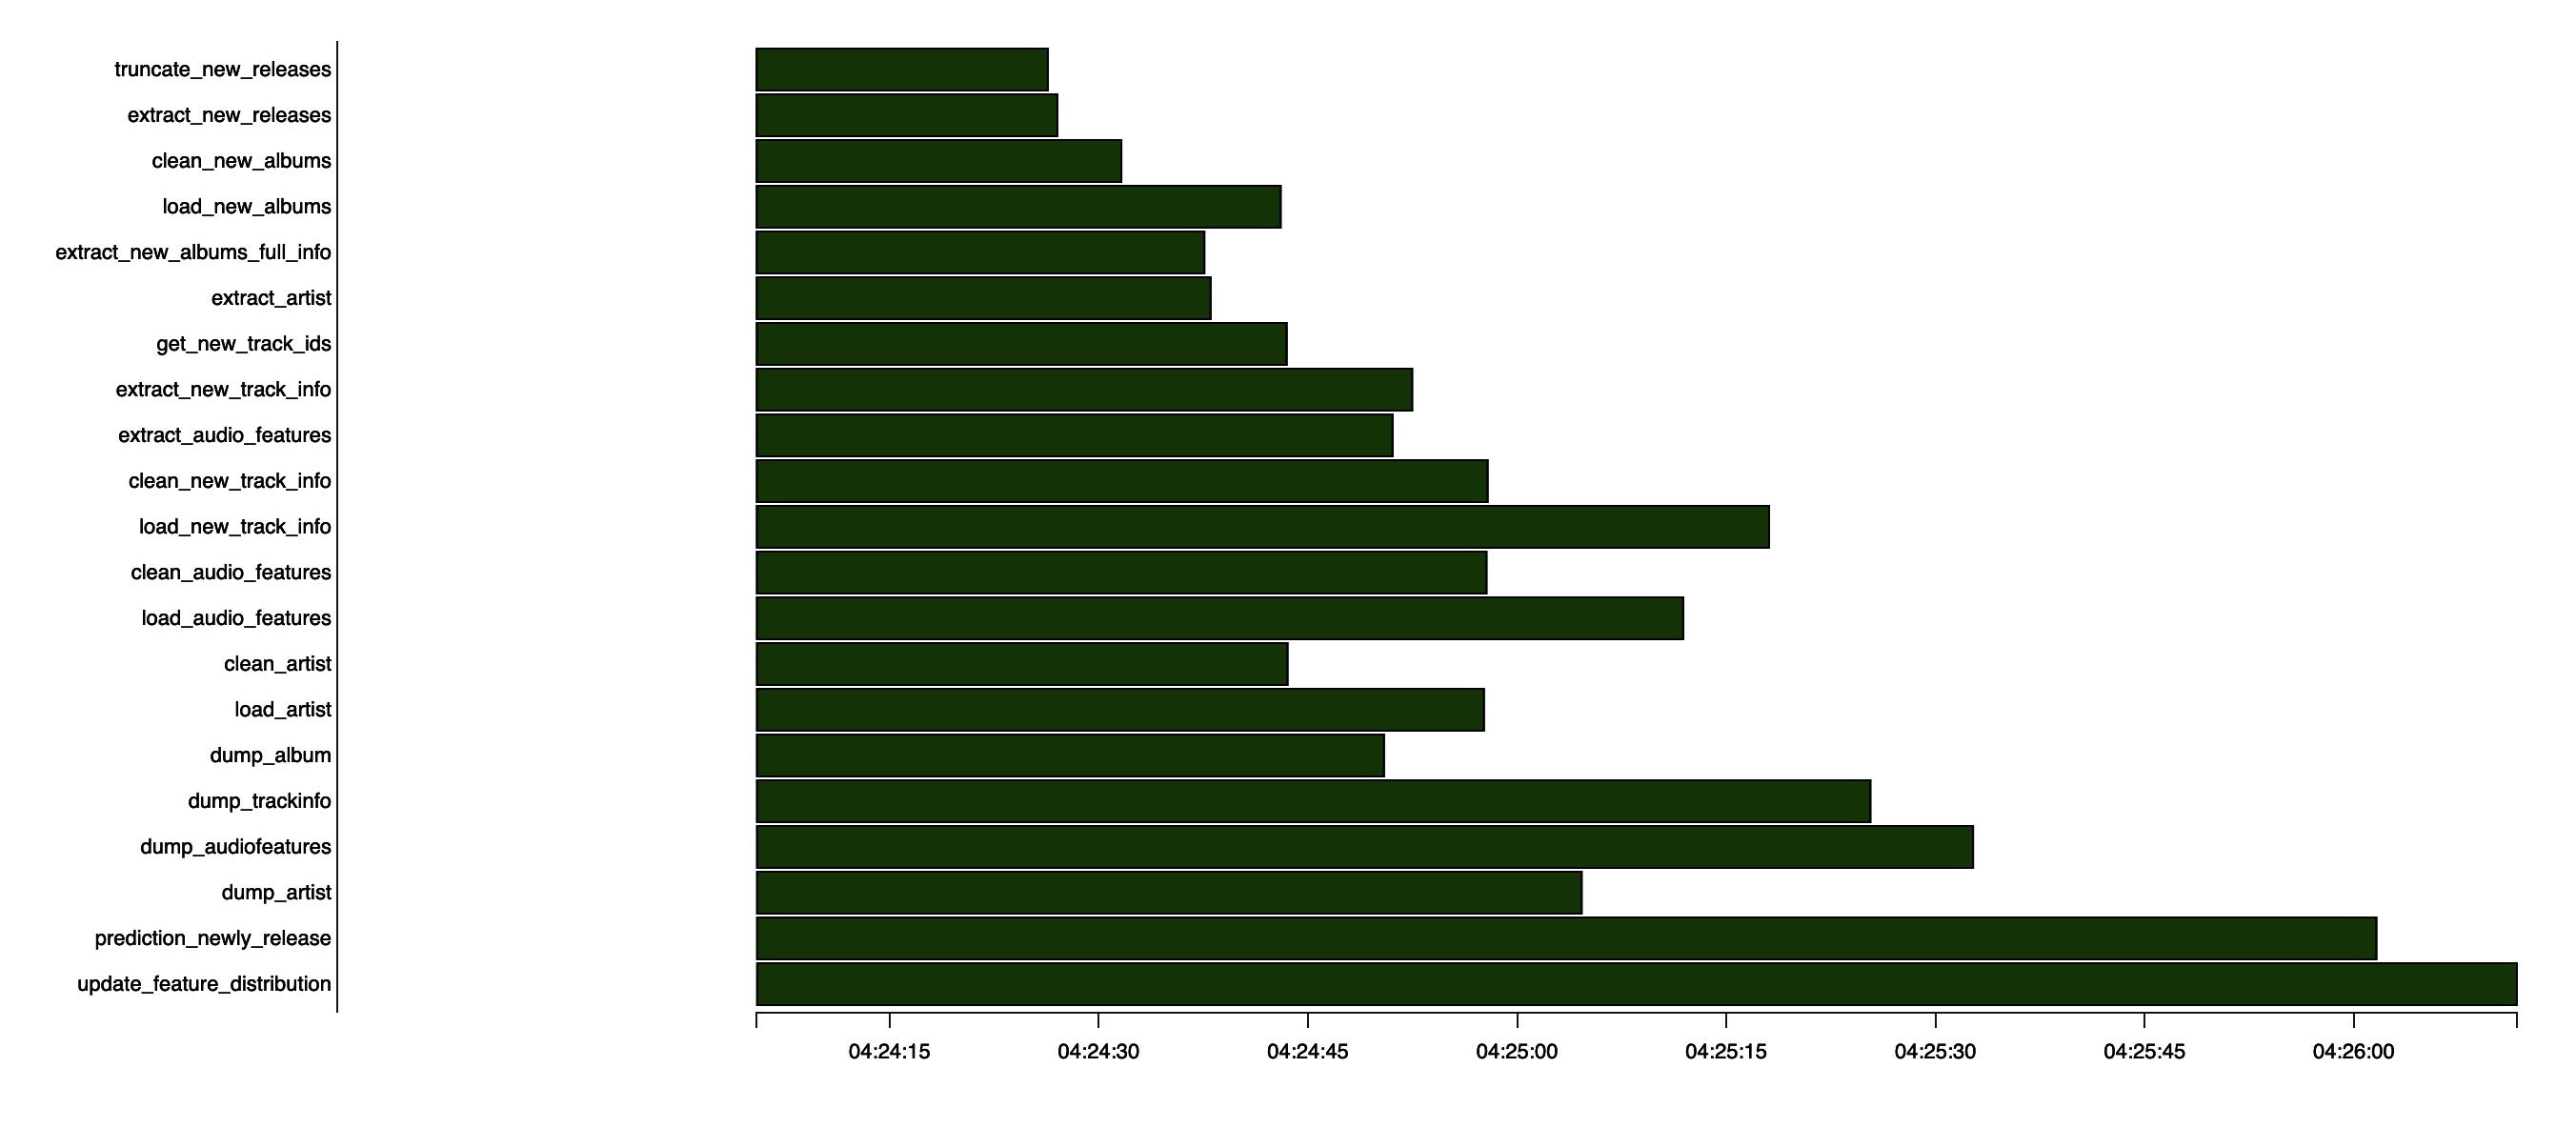 truncate_new_releases
extract_new_releases
clean_new_albums
load_new_albums
extract_new_albums_full_info
extract_artist
get_new_track_ids
extract_new_track_info
extract_audio_features
clean_new_track_info
load_new_track_info
clean_audio_features
load_audio_features
clean_artist
load_artist
dump_album
dump_trackinfo
dump_audiofeatures
dump_artist
prediction_newly_release
update_feature_distribution
04:24:15 04:24:30 04:24:45 04:25:00 04:25:15 04:25:30 04:25:45 04:26:00